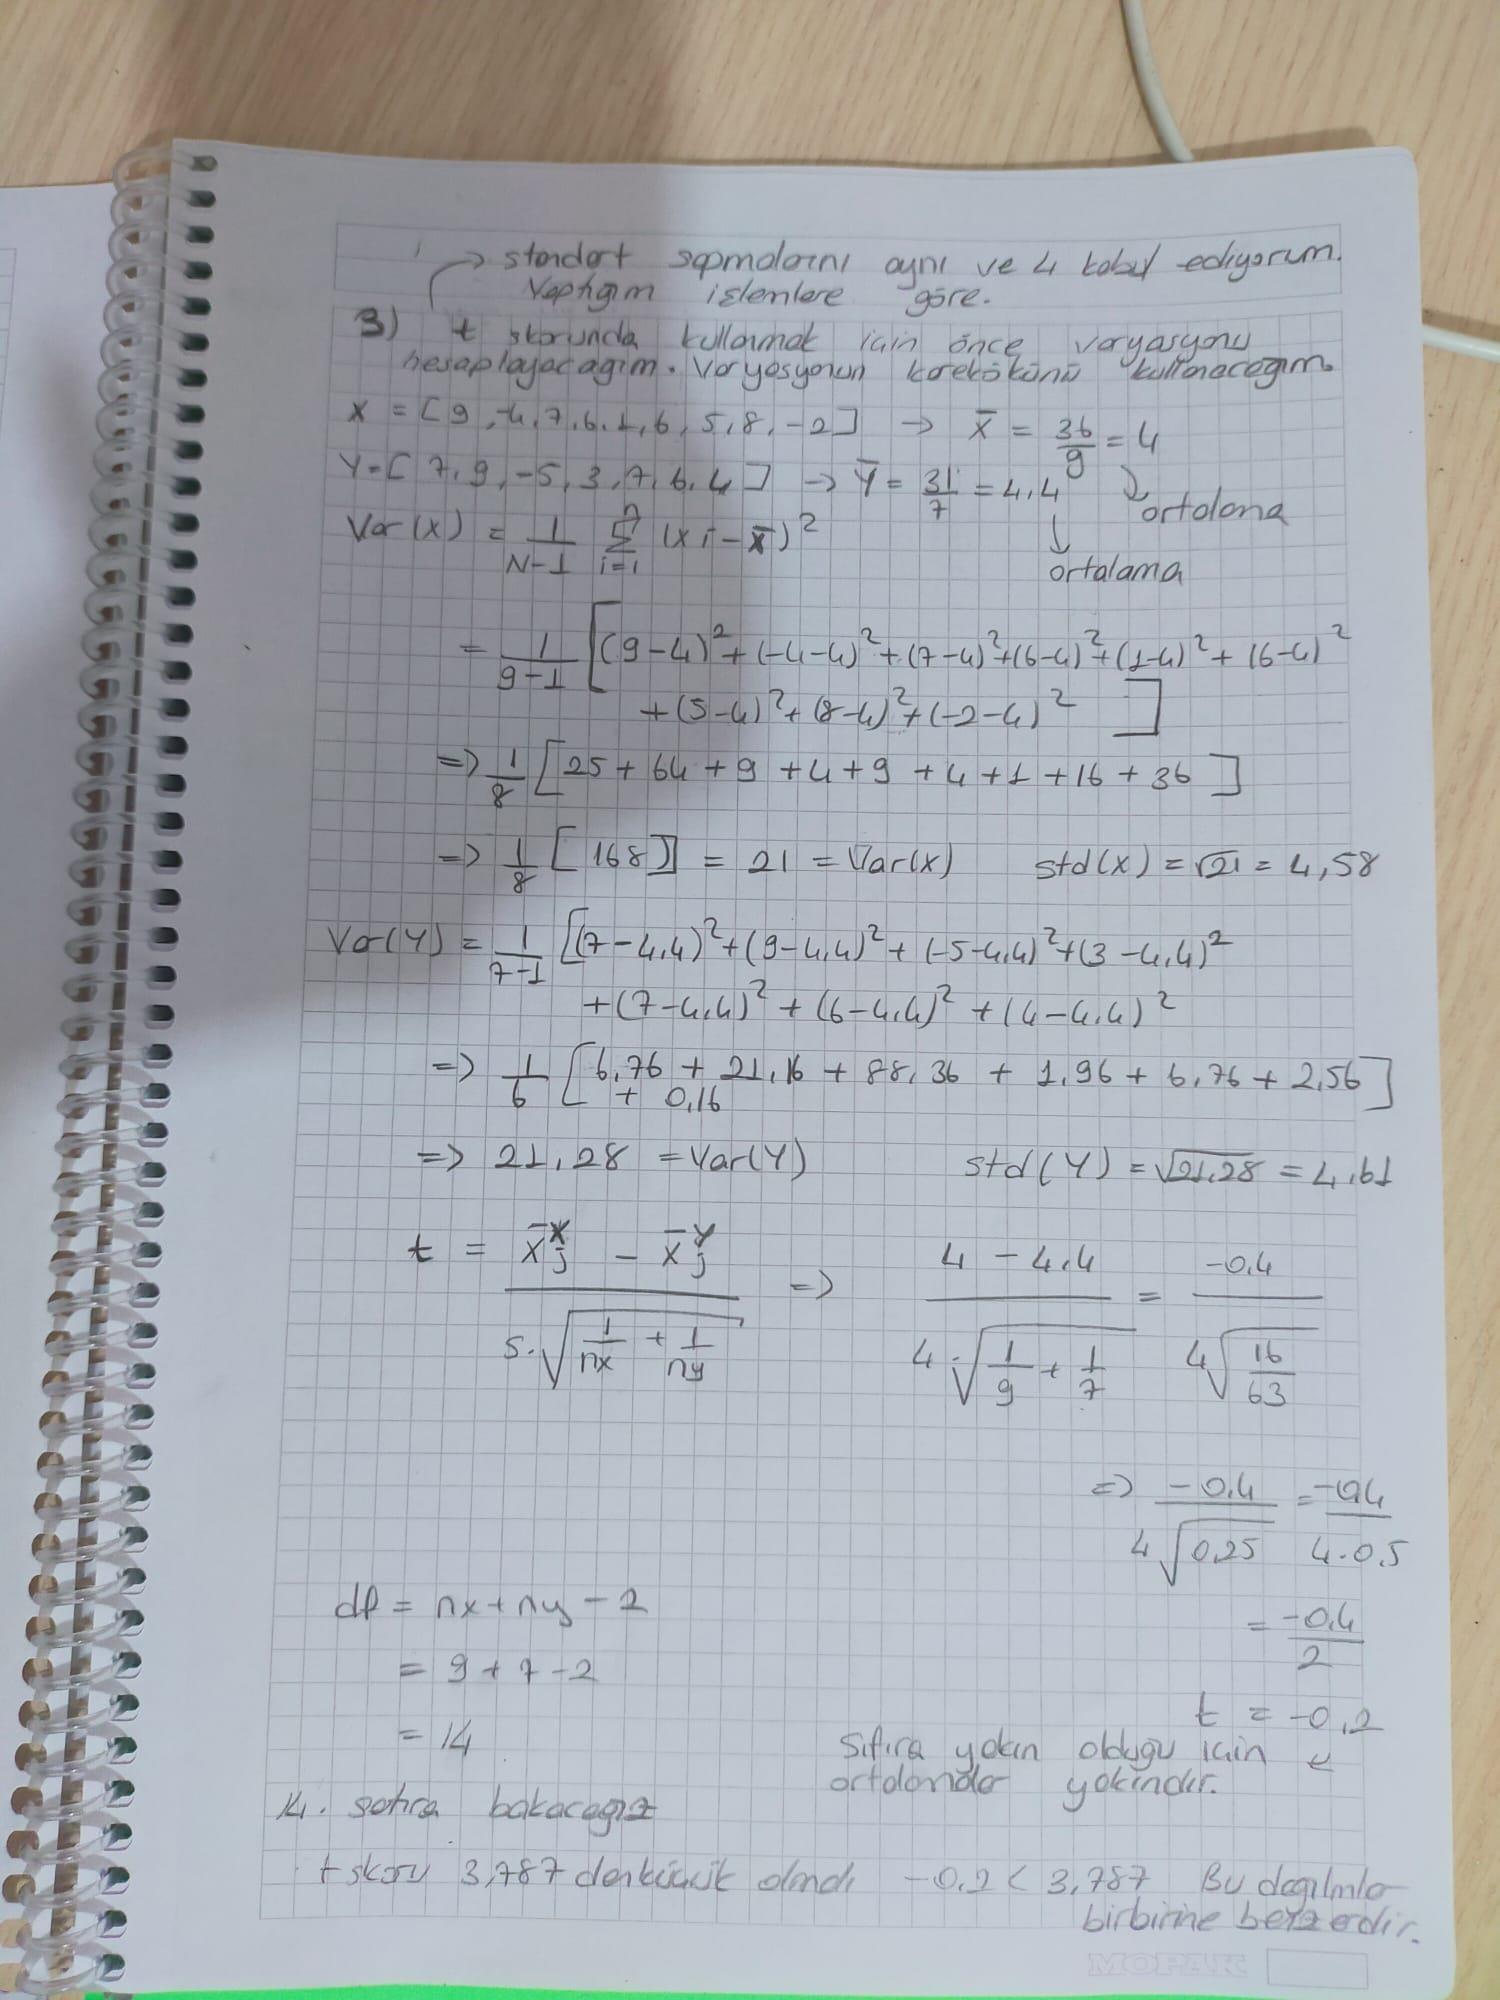 → standart sapmalarını aynı ve 4 kabul ediyorum.
Yaptığım işlemlere göre.
3) t skorunda kullanmak için önce varyasyonu
hesaplayacağım. Varyasyonun karekökünü kullanacağım.
X = [9, -4, 7, 6, 1, 6, 5, 8, -2] → X̄ = 36/9 = 4
Y = [7, 9, -5, 3, 7, 6, 4] → Ȳ = 31/7 = 4,4
ortalama
ortalama
Var(X) = 1/(N-1) Σ_{i=1}^{n} (xi - x̄)²
= 1/(9-1) [(9-4)² + (-4-4)² + (7-4)² + (6-4)² + (1-4)² + (6-4)²
+ (5-4)² + (8-4)² + (-2-4)²]
=> 1/8 [25 + 64 + 9 + 4 + 9 + 4 + 1 + 16 + 36]
=> 1/8 [168] = 21 = Var(x) std(x) = √21 = 4,58
Var(Y) = 1/(7-1) [(7-4,4)² + (9-4,4)² + (-5-4,4)² + (3-4,4)²
+ (7-4,4)² + (6-4,4)² + (4-4,4)²
=> 1/6 [6,76 + 21,16 + 88,36 + 1,96 + 6,76 + 2,56
+ 0,16]
=> 21,28 = Var(Y) std(Y) = √21,28 = 4,61
t = (x̄ⱼˣ - x̄ⱼʸ) / (s·√(1/nx + 1/ny)) => (4 - 4,4) / (4·√(1/9 + 1/7)) = -0,4 / (4√(16/63))
=> -0,4 / (4√0,25) = -0,4 / (4·0,5)
= -0,4/2
t = -0,2
df = nx + ny - 2
= 9 + 7 - 2
= 14
Sıfıra yakın olduğu için
ortalamalar yakındır.
14. satıra bakacağız
t skoru 3,787 den küçük olmalı -0,2 < 3,787 Bu dağılımlar
birbirine benzerdir.
MOPAK